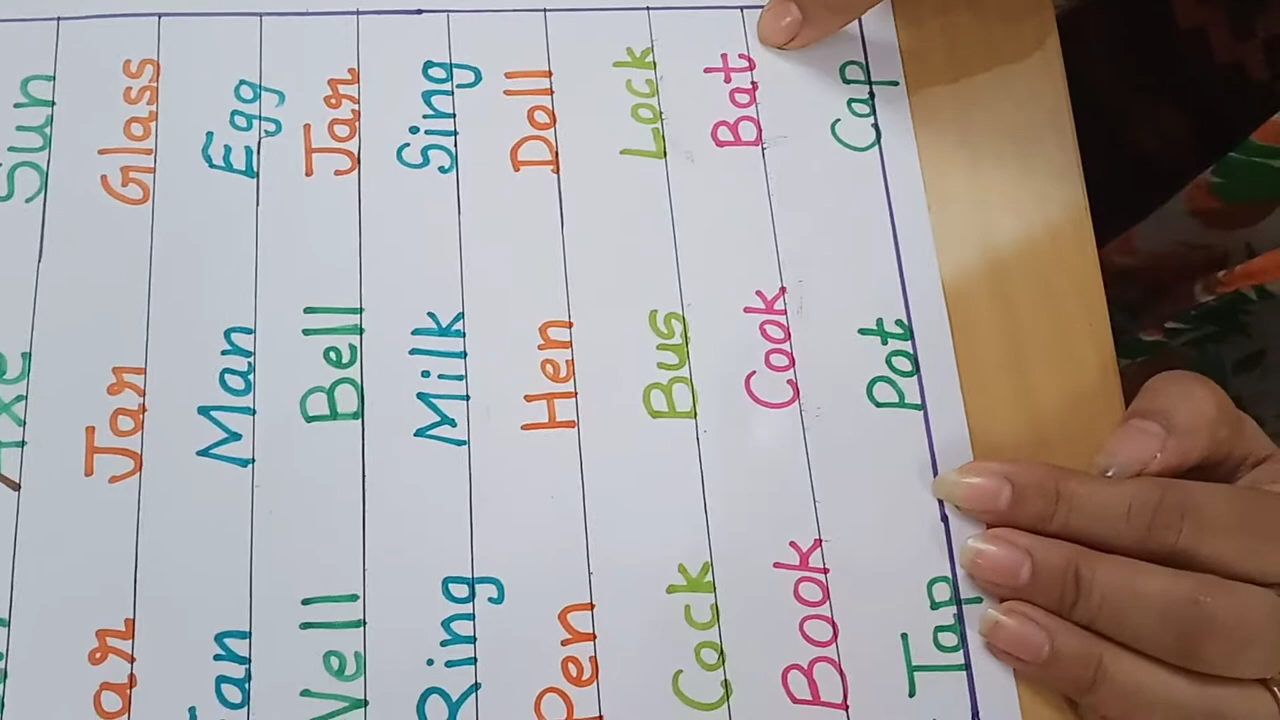 Axe Sun
Jar Glass
Man Egg
Bell Jar
Ring Milk Sing
Pen Hen Doll
Cock Bus Lock
Book Cook Bat
Tap Pot Cap